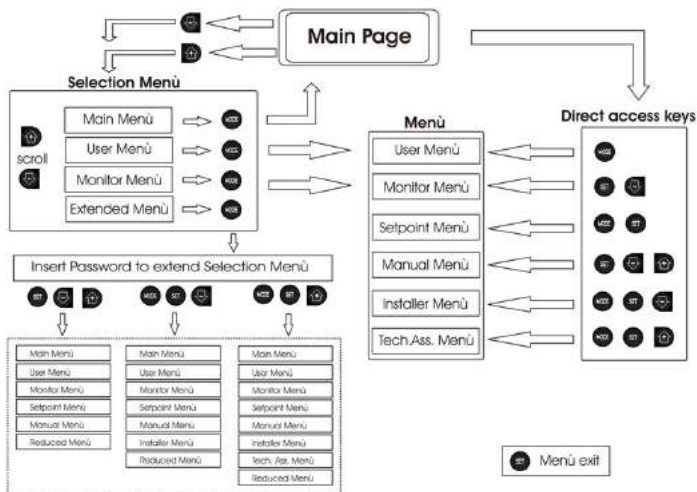 Main Page
Selection Menù
scroll
Main Menù
MODE
User Menù
MODE
Monitor Menù
MODE
Extended Menù
MODE
Insert Password to extend Selection Menù
SET
MODE SET
MODE SET
Main Menù
User Menù
Monitor Menù
Setpoint Menù
Manual Menù
Reduced Menù
Main Menù
User Menù
Monitor Menù
Setpoint Menù
Manual Menù
Installer Menù
Reduced Menù
Main Menù
User Menù
Monitor Menù
Setpoint Menù
Manual Menù
Installer Menù
Tech. Ass. Menù
Reduced Menù
Menù
User Menù
Monitor Menù
Setpoint Menù
Manual Menù
Installer Menù
Tech.Ass. Menù
Direct access keys
MODE
SET
MODE SET
SET
MODE SET
MODE SET
SET Menù exit